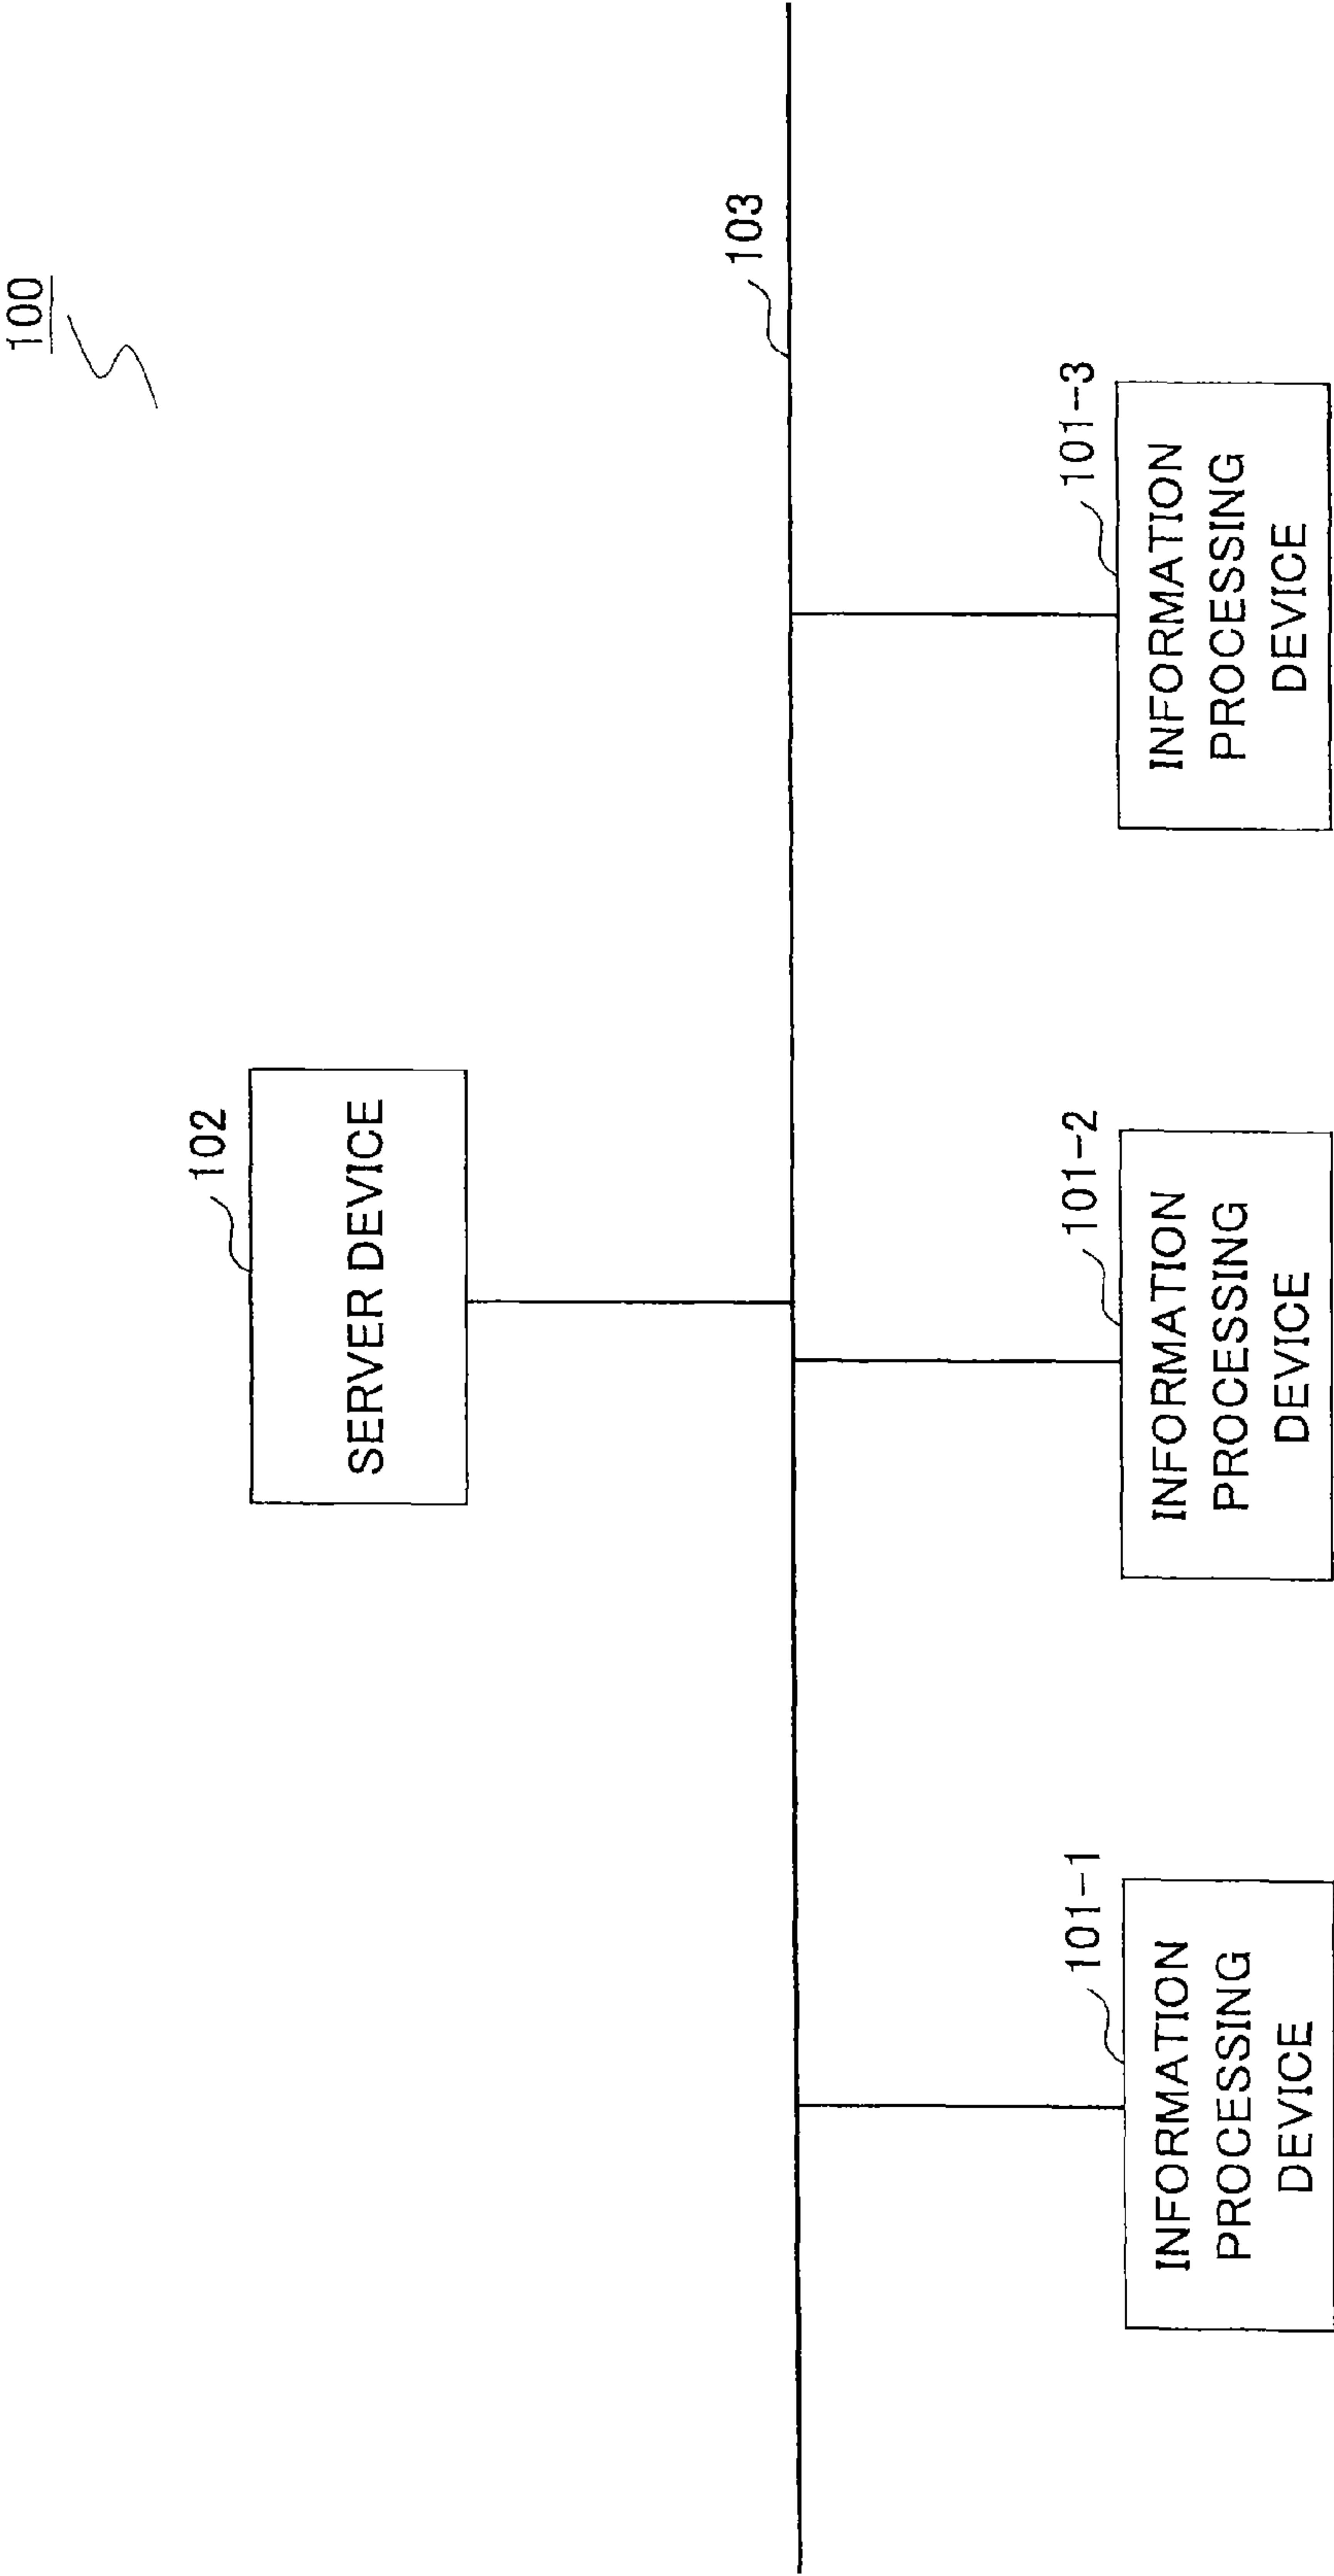 100
102
SERVER DEVICE
103
101-1
INFORMATION
PROCESSING
DEVICE
101-2
INFORMATION
PROCESSING
DEVICE
101-3
INFORMATION
PROCESSING
DEVICE